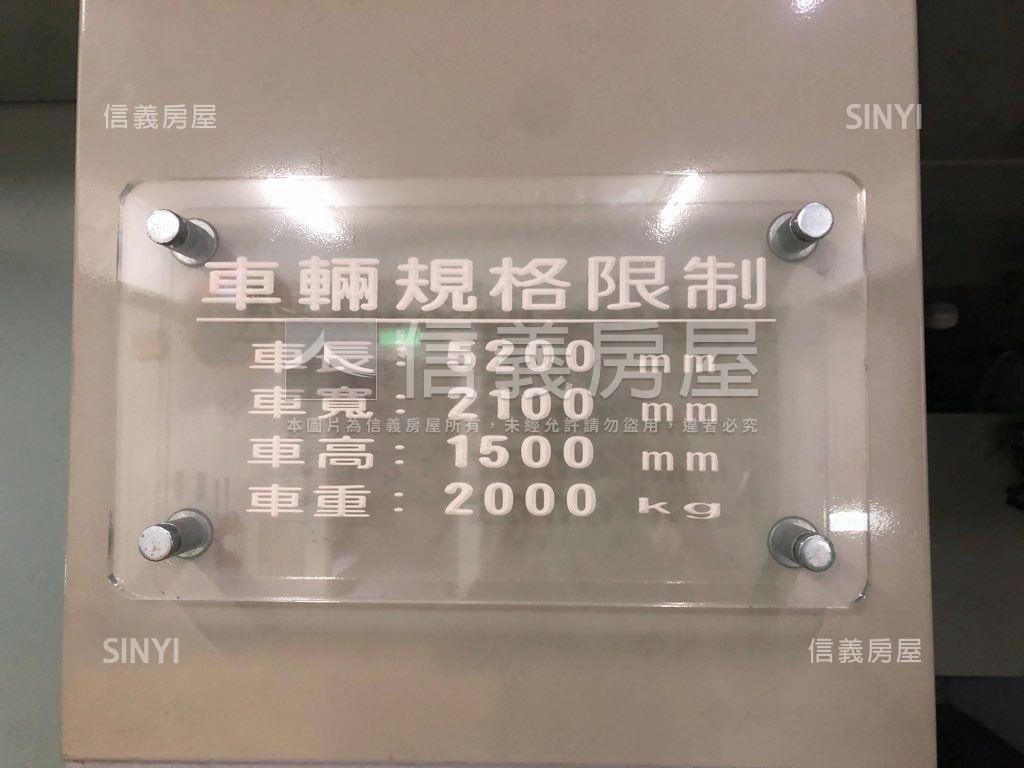 信義房屋
SINYI
車輛規格限制
車長: 5200 mm
信義房屋
車寬: 2100 mm
本圖片為信義房屋所有，未經允許請勿盜用，違者必究
車高: 1500 mm
車重: 2000 kg
SINYI
信義房屋